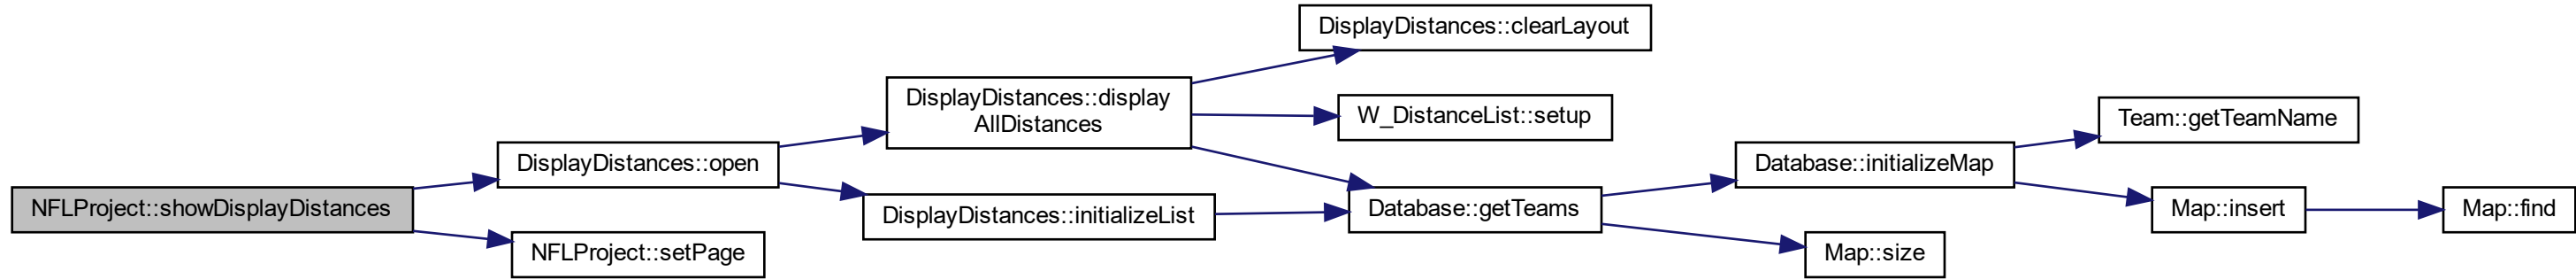 NFLProject::showDisplayDistances
DisplayDistances::open
NFLProject::setPage
DisplayDistances::display
AllDistances
DisplayDistances::initializeList
DisplayDistances::clearLayout
W_DistanceList::setup
Database::getTeams
Database::initializeMap
Map::size
Team::getTeamName
Map::insert
Map::find